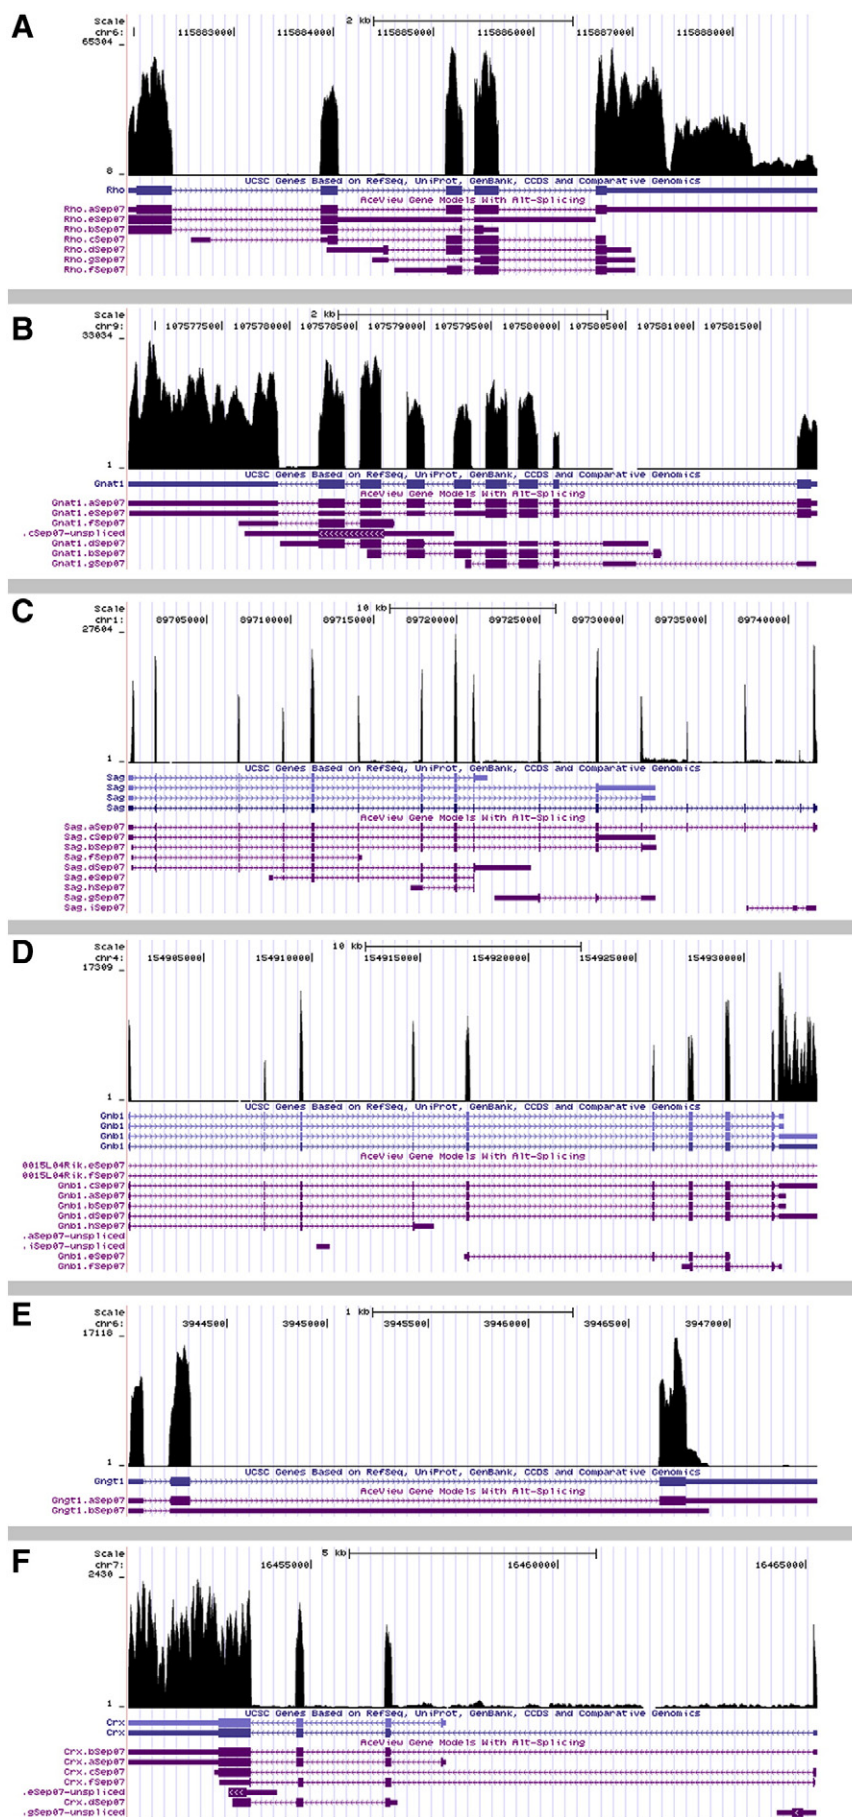 A
Scale 2 kb
chr6: 115883000| 115884000| 115885000| 115886000| 115887000| 115888000|
65304 _
0 _
UCSC Genes Based on RefSeq, UniProt, GenBank, CCDS and Comparative Genomics
Rho
AceView Gene Models With Alt-Splicing
Rho.aSep07
Rho.eSep07
Rho.bSep07
Rho.cSep07
Rho.dSep07
Rho.gSep07
Rho.fSep07
B
Scale 2 kb
chr9: 107577500| 107578000| 107578500| 107579000| 107579500| 107580000| 107580500| 107581000| 107581500|
33034 _
1 _
UCSC Genes Based on RefSeq, UniProt, GenBank, CCDS and Comparative Genomics
Gnat1
AceView Gene Models With Alt-Splicing
Gnat1.aSep07
Gnat1.eSep07
Gnat1.fSep07
.cSep07-unspliced
Gnat1.dSep07
Gnat1.bSep07
Gnat1.gSep07
C
Scale 10 kb
chr1: 89705000| 89710000| 89715000| 89720000| 89725000| 89730000| 89735000| 89740000|
27604 _
1 _
UCSC Genes Based on RefSeq, UniProt, GenBank, CCDS and Comparative Genomics
Sag
Sag
Sag
Sag
AceView Gene Models With Alt-Splicing
Sag.aSep07
Sag.cSep07
Sag.bSep07
Sag.fSep07
Sag.dSep07
Sag.eSep07
Sag.hSep07
Sag.gSep07
Sag.iSep07
D
Scale 10 kb
chr4: 154905000| 154910000| 154915000| 154920000| 154925000| 154930000|
17309 _
1 _
UCSC Genes Based on RefSeq, UniProt, GenBank, CCDS and Comparative Genomics
Gnb1
Gnb1
Gnb1
Gnb1
AceView Gene Models With Alt-Splicing
0015L04Rik.eSep07
0015L04Rik.fSep07
Gnb1.cSep07
Gnb1.aSep07
Gnb1.bSep07
Gnb1.dSep07
Gnb1.hSep07
.aSep07-unspliced
.iSep07-unspliced
Gnb1.eSep07
Gnb1.fSep07
E
Scale 1 kb
chr6: 3944500| 3945000| 3945500| 3946000| 3946500| 3947000|
17118 _
1 _
UCSC Genes Based on RefSeq, UniProt, GenBank, CCDS and Comparative Genomics
Gngt1
AceView Gene Models With Alt-Splicing
Gngt1.aSep07
Gngt1.bSep07
F
Scale 5 kb
chr7: 16455000| 16460000| 16465000|
2430 _
1 _
UCSC Genes Based on RefSeq, UniProt, GenBank, CCDS and Comparative Genomics
Crx
Crx
AceView Gene Models With Alt-Splicing
Crx.bSep07
Crx.aSep07
Crx.cSep07
Crx.fSep07
.eSep07-unspliced
Crx.dSep07
.gSep07-unspliced